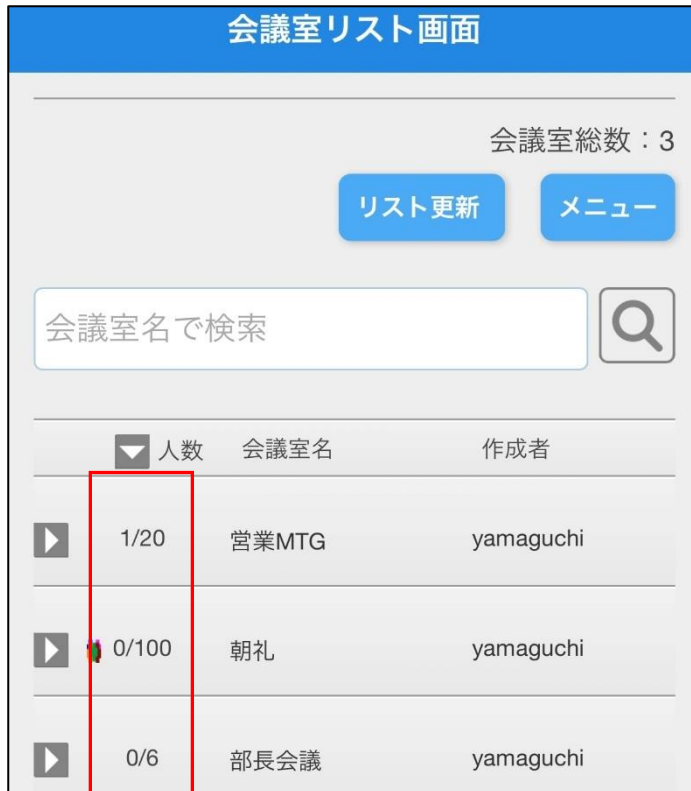 会議室リスト画面
会議室総数：3
リスト更新 メニュー
会議室名で検索
人数 会議室名 作成者
1/20 営業MTG yamaguchi
0/100 朝礼 yamaguchi
0/6 部長会議 yamaguchi